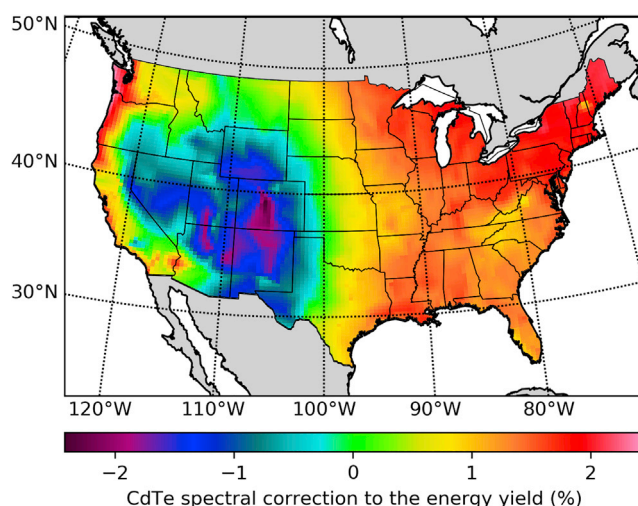 50°N
40°N
30°N
120°W 110°W 100°W 90°W 80°W
−2 −1 0 1 2
CdTe spectral correction to the energy yield (%)